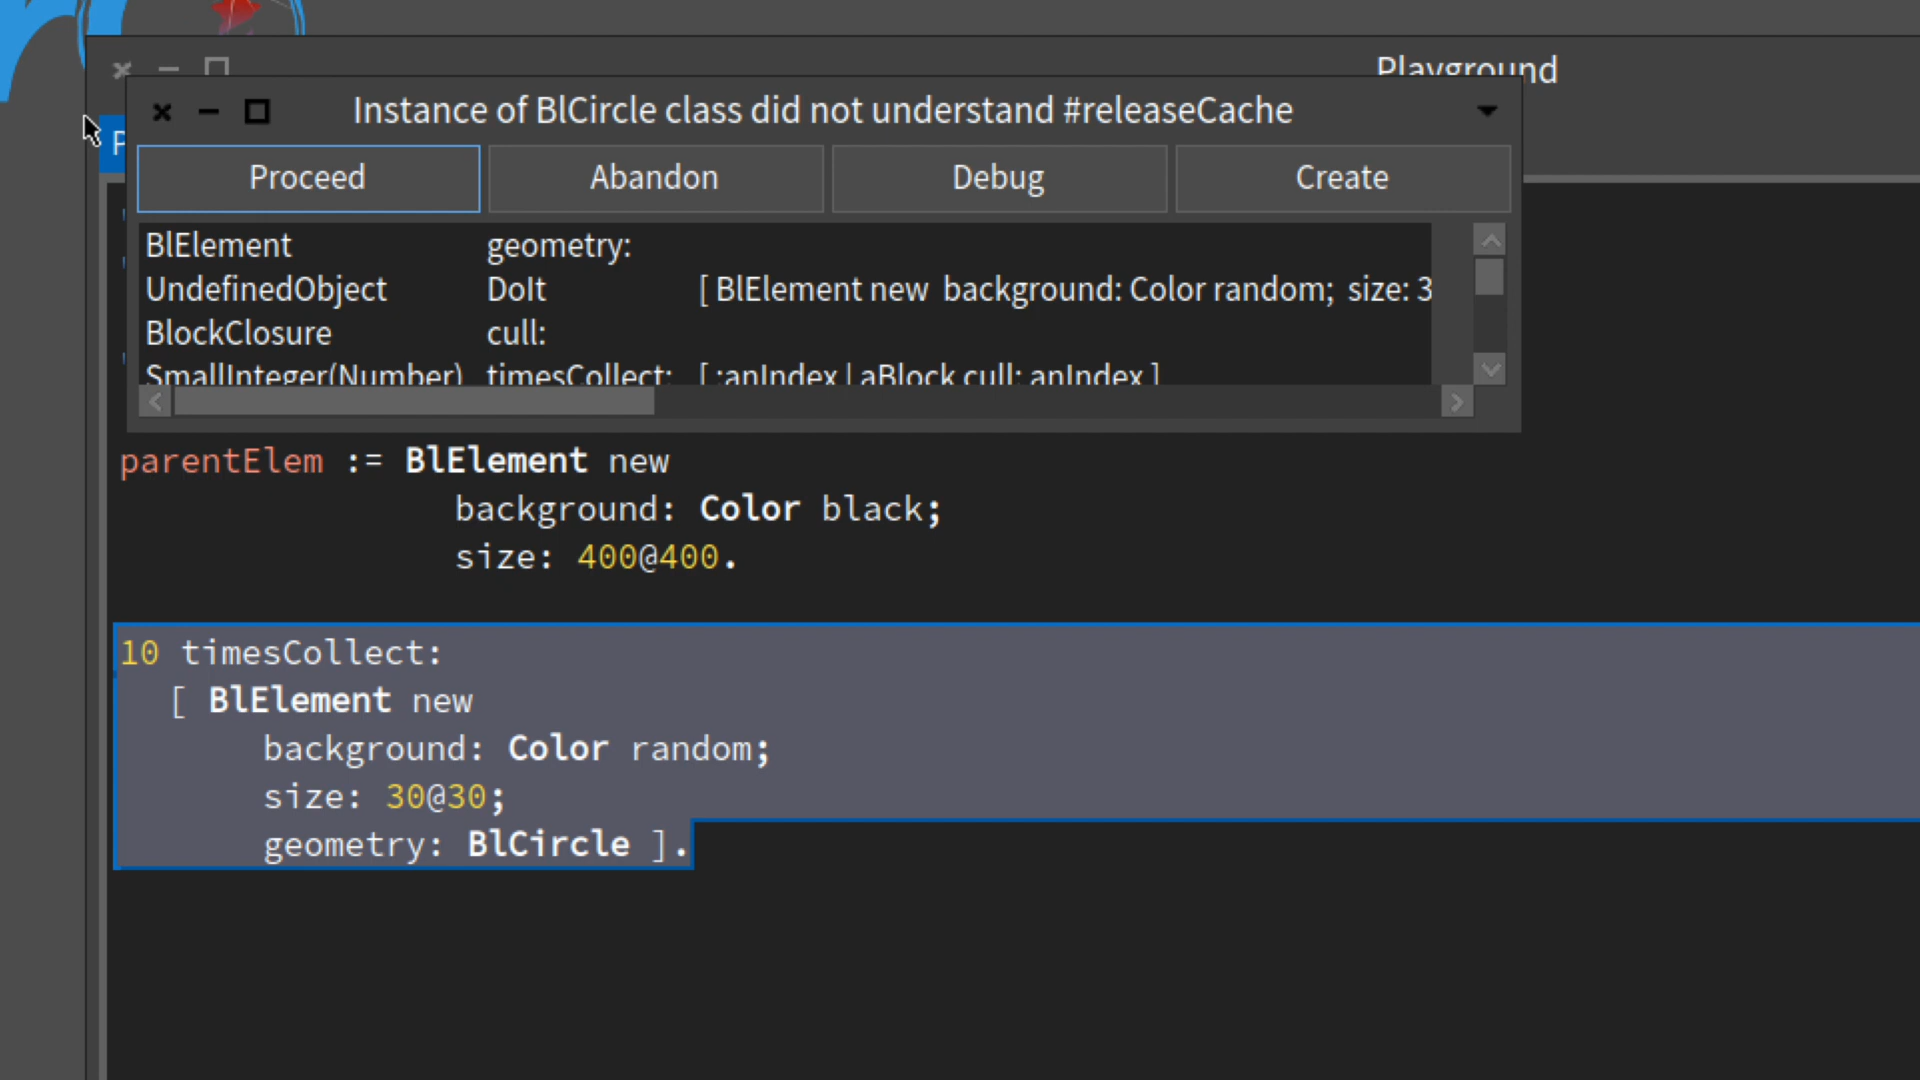 Playground
Instance of BlCircle class did not understand #releaseCache
P
Proceed Abandon Debug Create
BlElement geometry:
UndefinedObject DoIt [ BlElement new background: Color random; size: 3
BlockClosure cull:
SmallInteger(Number) timesCollect: [ :anIndex | aBlock cull: anIndex ]
parentElem := BlElement new
background: Color black;
size: 400@400.
10 timesCollect:
[ BlElement new
background: Color random;
size: 30@30;
geometry: BlCircle ].